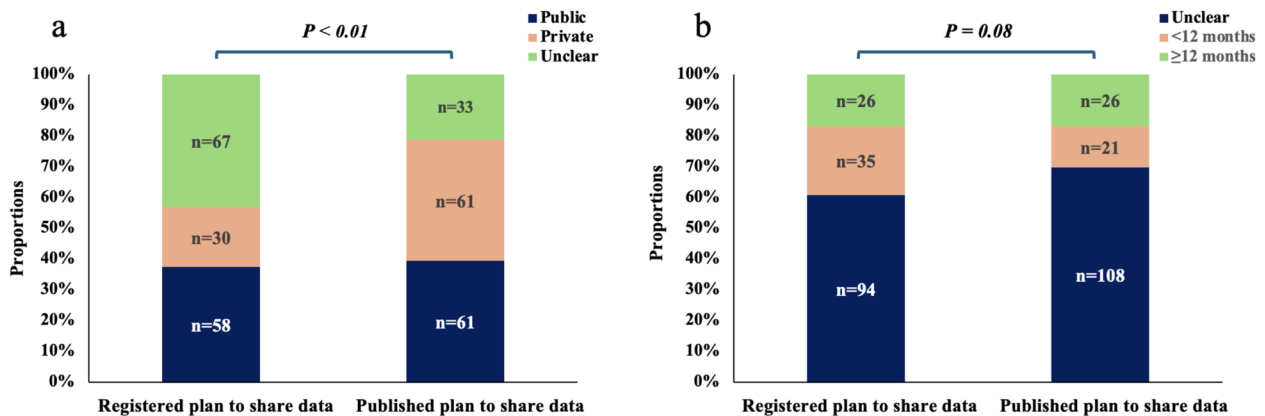 a
Public
Private
Unclear
P < 0.01
100%
90%
80%
70%
60%
50%
40%
30%
20%
10%
0%
Proportions
n=67
n=30
n=58
n=33
n=61
n=61
Registered plan to share data
Published plan to share data
b
Unclear
<12 months
≥12 months
P = 0.08
100%
90%
80%
70%
60%
50%
40%
30%
20%
10%
0%
Proportions
n=26
n=35
n=94
n=26
n=21
n=108
Registered plan to share data
Published plan to share data